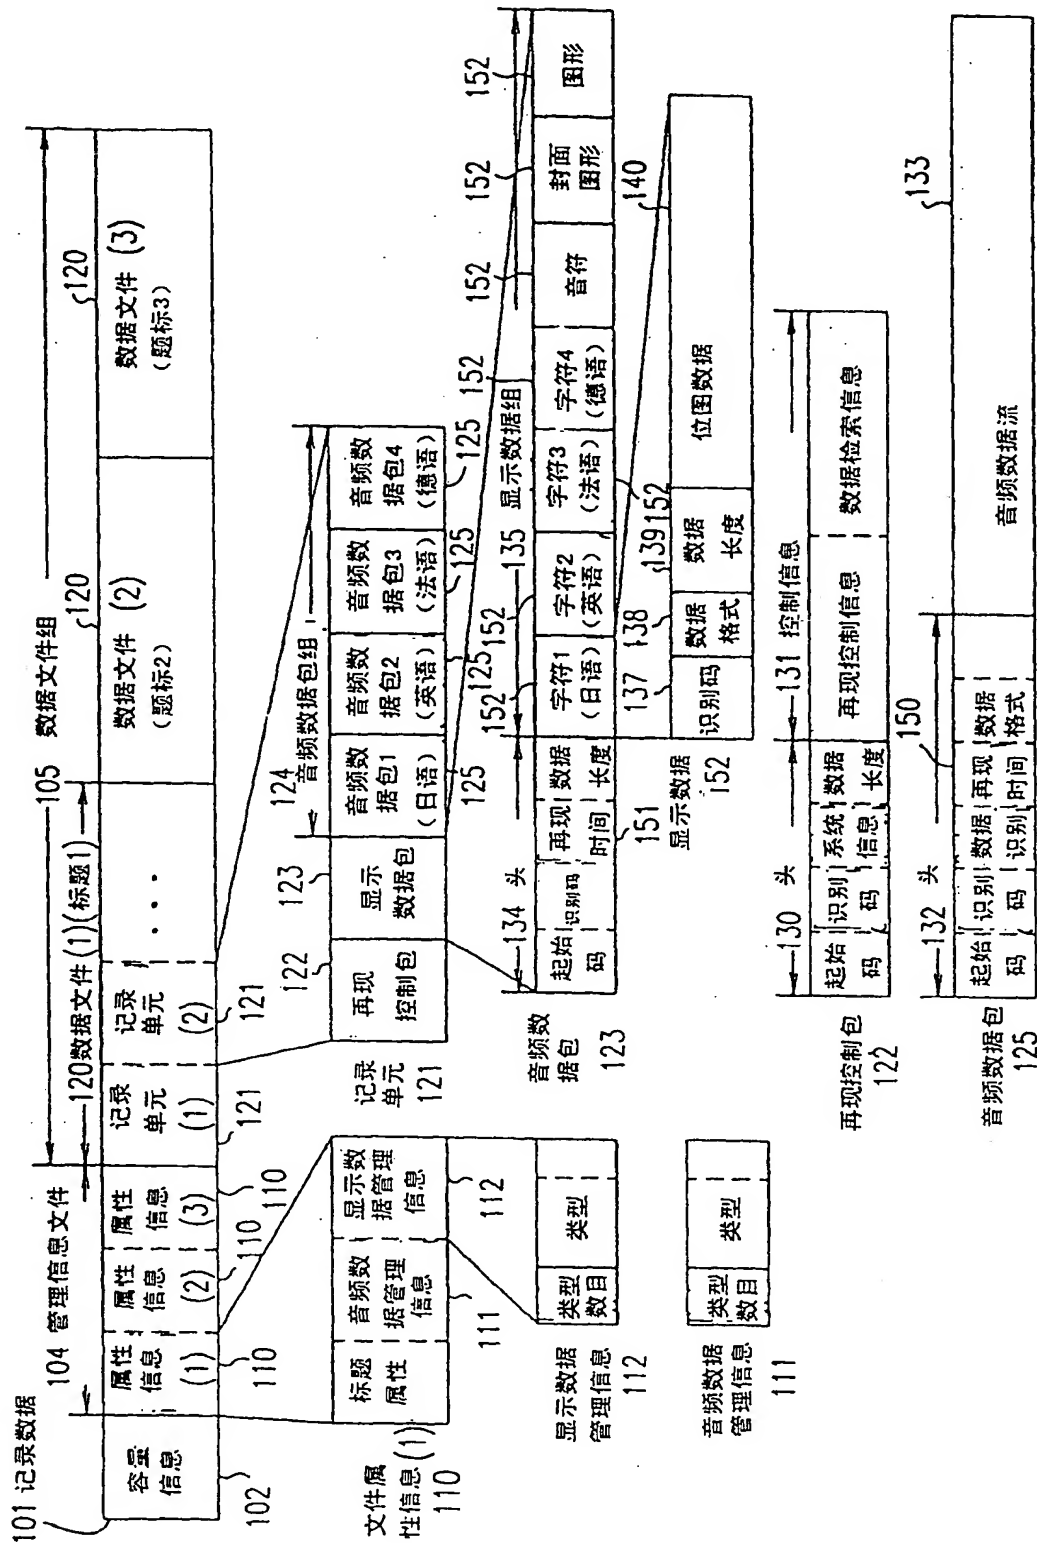 101 记录数据
104 管理信息文件
105 数据文件组
120数据文件(1)(标题1)
120
120
容量
信息
属性
信息
(1)
属性
信息
(2)
属性
信息
(3)
记录
单元
(1)
记录
单元
(2)
• • •
数据文件 (2)
(题标2)
数据文件 (3)
(题标3)
102
110
110
110
121
121
文件属
性信息(1)
110
标题
属性
音频数
据管理
信息
显示数
据管理
信息
111
112
记录
单元
121
122
123
124
音频数据包组
再现
控制包
显示
数据包
音频数
据包1
(日语)
音频数
据包2
(英语)
音频数
据包3
(法语)
音频数
据包4
(德语)
125
125
125
125
显示数据
管理信息
112
类型
数目
类型
音频数据
管理信息
111
类型
数目
类型
音频数
据包
123
134 头
135 显示数据组
152
152
152
152
152
152
起始
码
识别码
再现
时间
数据
长度
字符1
(日语)
字符2
(英语)
字符3
(法语)
字符4
(德语)
音符
封面
图形
图形
151
152
显示数据
152
137
138
139
140
识别码
数据
格式
数据
长度
位图数据
再现控制包
122
130 头
131 控制信息
起始
码
识别
码
系统
信息
数据
长度
再现控制信息
数据检索信息
音频数据包
125
132 头
150
133
起始
码
识别
码
数据
识别
再现
时间
数据
格式
音频数据流